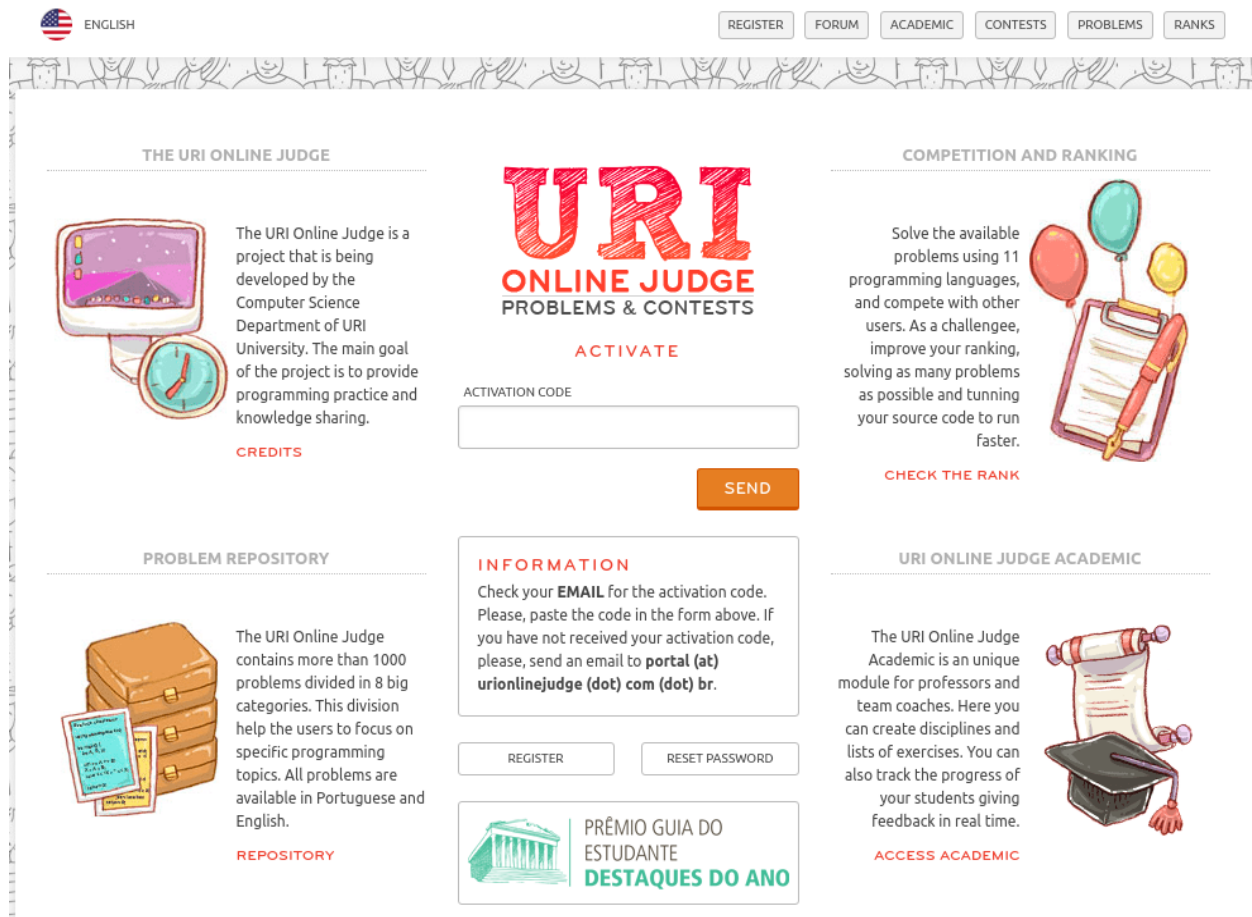 ENGLISH
REGISTER
FORUM
ACADEMIC
CONTESTS
PROBLEMS
RANKS
THE URI ONLINE JUDGE
The URI Online Judge is a
project that is being
developed by the
Computer Science
Department of URI
University. The main goal
of the project is to provide
programming practice and
knowledge sharing.
CREDITS
PROBLEM REPOSITORY
The URI Online Judge
contains more than 1000
problems divided in 8 big
categories. This division
help the users to focus on
specific programming
topics. All problems are
available in Portuguese and
English.
REPOSITORY
URI
ONLINE JUDGE
PROBLEMS & CONTESTS
ACTIVATE
ACTIVATION CODE
SEND
INFORMATION
Check your EMAIL for the activation code.
Please, paste the code in the form above. If
you have not received your activation code,
please, send an email to portal (at)
urionlinejudge (dot) com (dot) br.
REGISTER
RESET PASSWORD
PRÊMIO GUIA DO
ESTUDANTE
DESTAQUES DO ANO
COMPETITION AND RANKING
Solve the available
problems using 11
programming languages,
and compete with other
users. As a challengee,
improve your ranking,
solving as many problems
as possible and tunning
your source code to run
faster.
CHECK THE RANK
URI ONLINE JUDGE ACADEMIC
The URI Online Judge
Academic is an unique
module for professors and
team coaches. Here you
can create disciplines and
lists of exercises. You can
also track the progress of
your students giving
feedback in real time.
ACCESS ACADEMIC